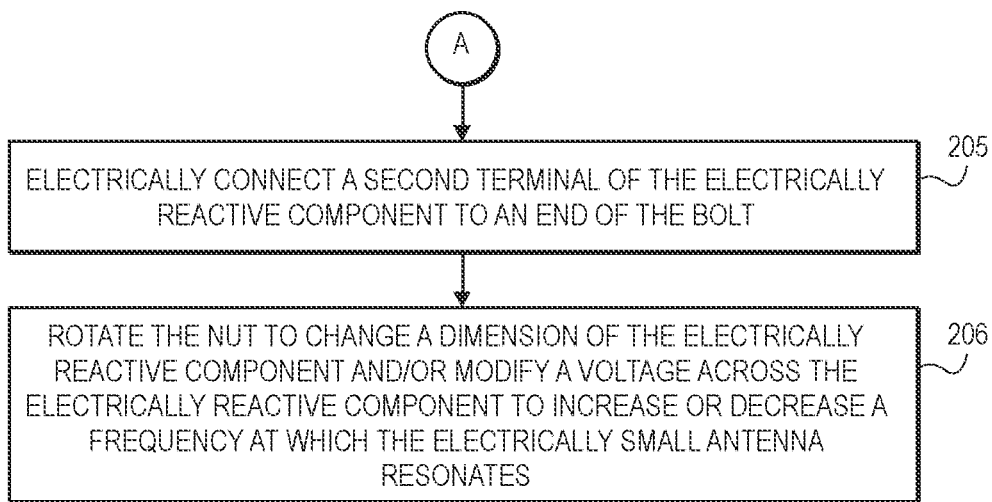 A
ELECTRICALLY CONNECT A SECOND TERMINAL OF THE ELECTRICALLY
REACTIVE COMPONENT TO AN END OF THE BOLT
205
ROTATE THE NUT TO CHANGE A DIMENSION OF THE ELECTRICALLY
REACTIVE COMPONENT AND/OR MODIFY A VOLTAGE ACROSS THE
ELECTRICALLY REACTIVE COMPONENT TO INCREASE OR DECREASE A
FREQUENCY AT WHICH THE ELECTRICALLY SMALL ANTENNA
RESONATES
206